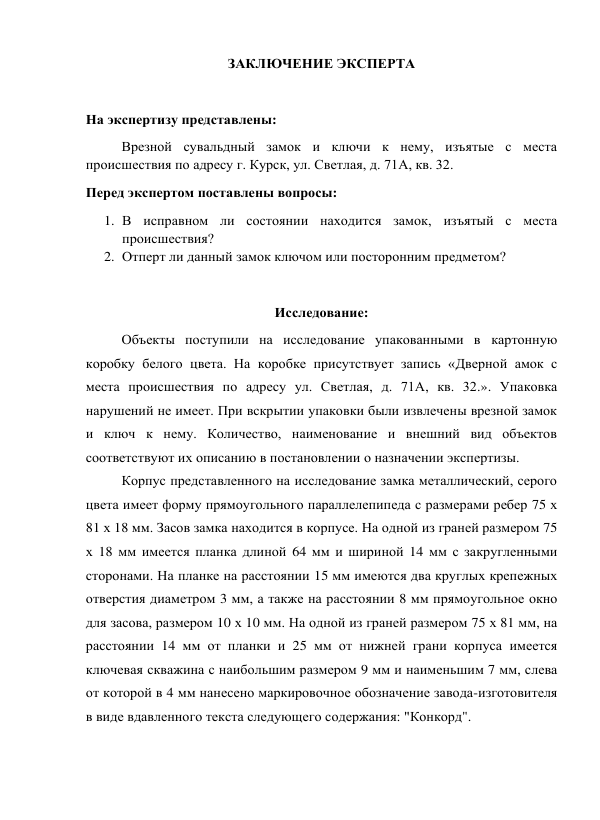 ЗАКЛЮЧЕНИЕ ЭКСПЕРТА
На экспертизу представлены:
Врезной сувальдный замок и ключи к нему, изъятые с места
происшествия по адресу г. Курск, ул. Светлая, д. 71А, кв. 32.
Перед экспертом поставлены вопросы:
1. В исправном ли состоянии находится замок, изъятый с места
происшествия?
2. Отперт ли данный замок ключом или посторонним предметом?
Исследование:
Объекты поступили на исследование упакованными в картонную
коробку белого цвета. На коробке присутствует запись «Дверной амок с
места происшествия по адресу ул. Светлая, д. 71А, кв. 32.». Упаковка
нарушений не имеет. При вскрытии упаковки были извлечены врезной замок
и ключ к нему. Количество, наименование и внешний вид объектов
соответствуют их описанию в постановлении о назначении экспертизы.
Корпус представленного на исследование замка металлический, серого
цвета имеет форму прямоугольного параллелепипеда с размерами ребер 75 х
81 х 18 мм. Засов замка находится в корпусе. На одной из граней размером 75
х 18 мм имеется планка длиной 64 мм и шириной 14 мм с закругленными
сторонами. На планке на расстоянии 15 мм имеются два круглых крепежных
отверстия диаметром 3 мм, а также на расстоянии 8 мм прямоугольное окно
для засова, размером 10 х 10 мм. На одной из граней размером 75 х 81 мм, на
расстоянии 14 мм от планки и 25 мм от нижней грани корпуса имеется
ключевая скважина с наибольшим размером 9 мм и наименьшим 7 мм, слева
от которой в 4 мм нанесено маркировочное обозначение завода-изготовителя
в виде вдавленного текста следующего содержания: "Конкорд".